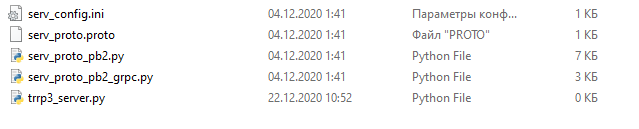 serv_config.ini 04.12.2020 1:41 Параметры конф... 1 КБ
serv_proto.proto 04.12.2020 1:41 Файл "PROTO" 1 КБ
serv_proto_pb2.py 04.12.2020 1:41 Python File 7 КБ
serv_proto_pb2_grpc.py 04.12.2020 1:41 Python File 3 КБ
trrp3_server.py 22.12.2020 10:52 Python File 0 КБ